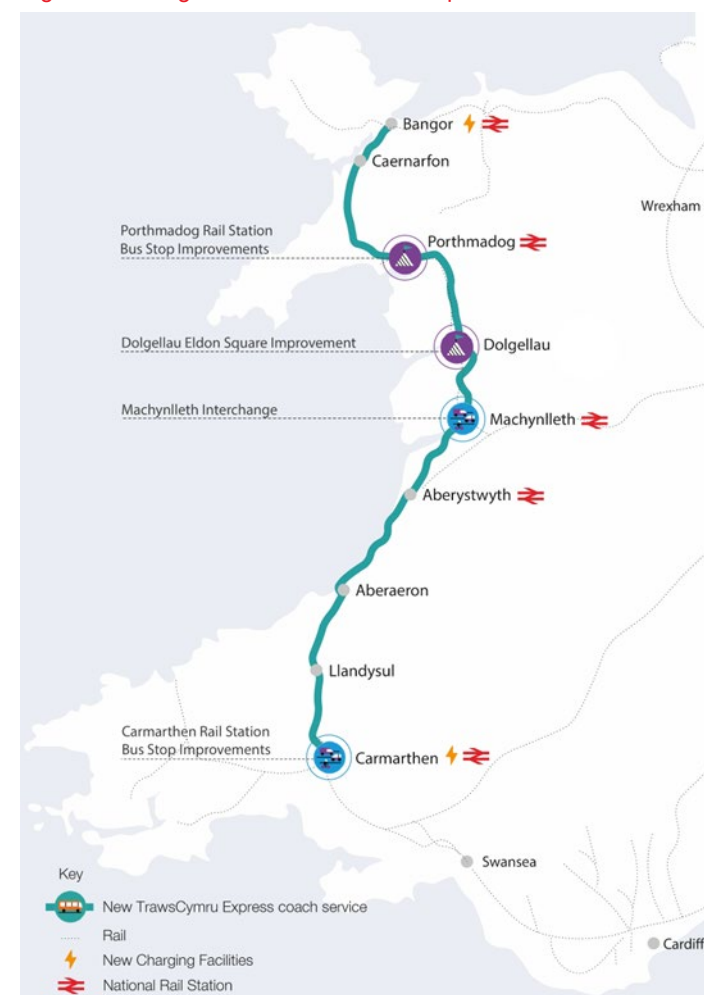 Bangor
Caernarfon
Wrexham
Porthmadog Rail Station
Bus Stop Improvements
Porthmadog
Dolgellau Eldon Square Improvement
Dolgellau
Machynlleth Interchange
Machynlleth
Aberystwyth
Aberaeron
Llandysul
Carmarthen Rail Station
Bus Stop Improvements
Carmarthen
Swansea
Cardiff
Key
New TrawsCymru Express coach service
Rail
New Charging Facilities
National Rail Station